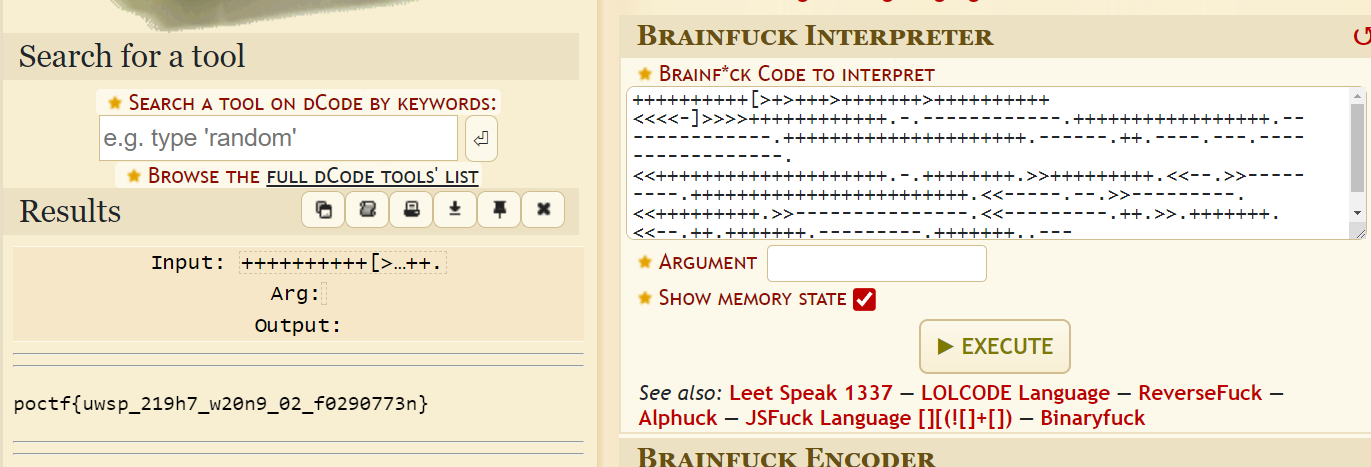 Search for a tool
★ SEARCH A TOOL ON DCODE BY KEYWORDS:
e.g. type 'random'
★ BROWSE THE FULL DCODE TOOLS' LIST
Results
Input: ++++++++++[>…++.
Arg:
Output:
poctf{uwsp_219h7_w20n9_02_f0290773n}
BRAINFUCK INTERPRETER
★ BRAINF*CK CODE TO INTERPRET
++++++++++[>+>+++>+++++++>++++++++++
<<<<-]>>>>++++++++++++.-.------------.+++++++++++++++++.--
------------.+++++++++++++++++++++.------.++.----.---.----
-------------.
<<++++++++++++++++++++.-.++++++++.>>+++++++++.<<--.>>-----
----.++++++++++++++++++++++++.<<-----.--.>>---------.
<<+++++++++.>>---------------.<<---------.++.>>.+++++++.
<<--.++.+++++++.---------.+++++++..---
★ ARGUMENT
★ SHOW MEMORY STATE
▶ EXECUTE
See also: Leet Speak 1337 – LOLCODE Language – ReverseFuck –
Alphuck – JSFuck Language [][(![]+[]) – Binaryfuck
BRAINFUCK ENCODER